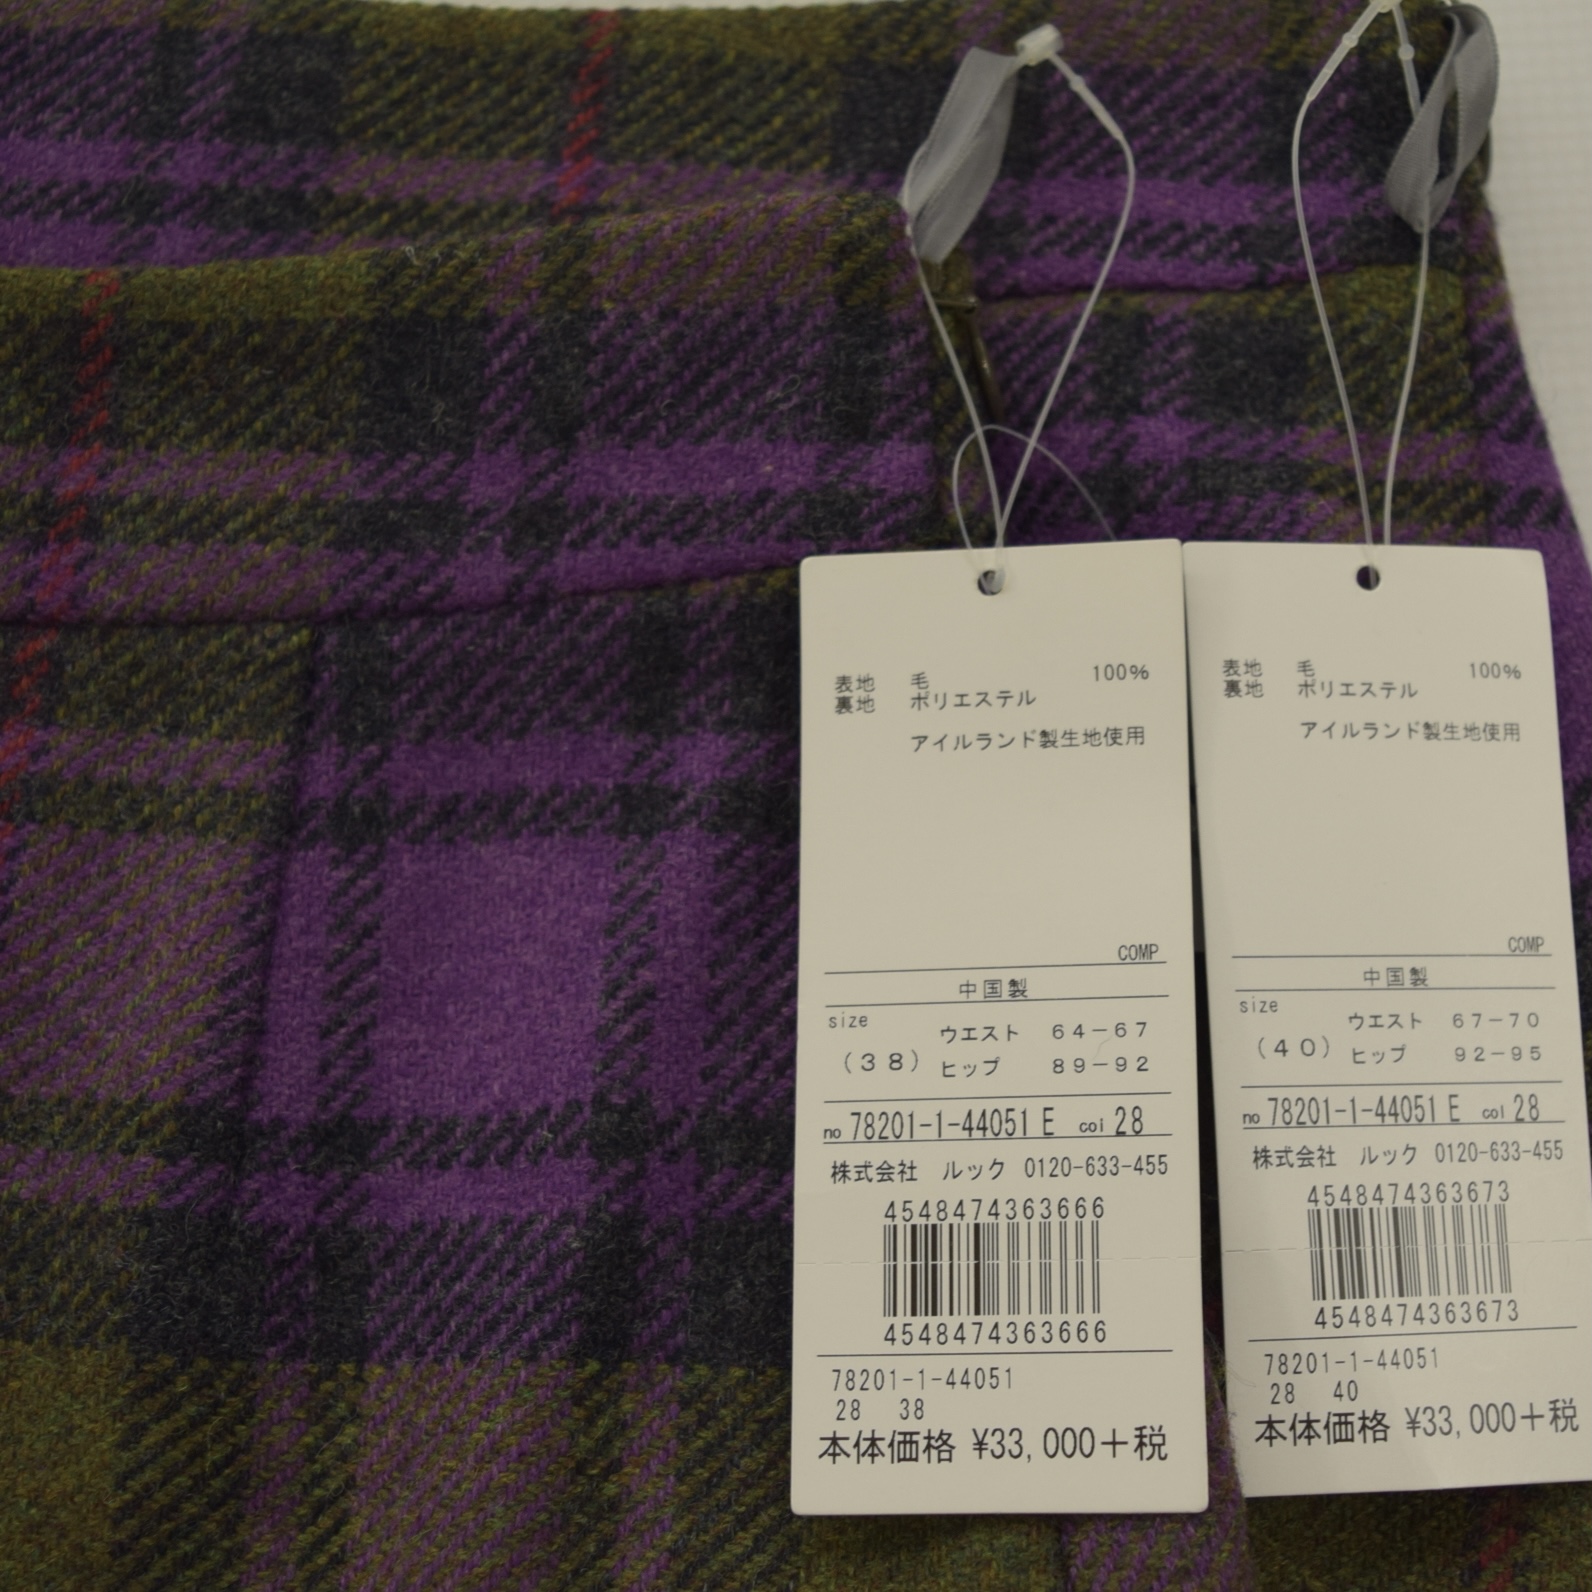 表地 毛 100%
裏地 ポリエステル
アイルランド製生地使用
COMP
中国製
size
(38) ウエスト 64-67
ヒップ 89-92
no 78201-1-44051 E col 28
株式会社 ルック 0120-633-455
4548474363666
4548474363666
78201-1-44051
28 38
本体価格 ¥33,000+税
表地 毛 100%
裏地 ポリエステル
アイルランド製生地使用
COMP
中国製
size
(40) ウエスト 67-70
ヒップ 92-95
no 78201-1-44051 E col 28
株式会社 ルック 0120-633-455
4548474363673
4548474363673
78201-1-44051
28 40
本体価格 ¥33,000+税